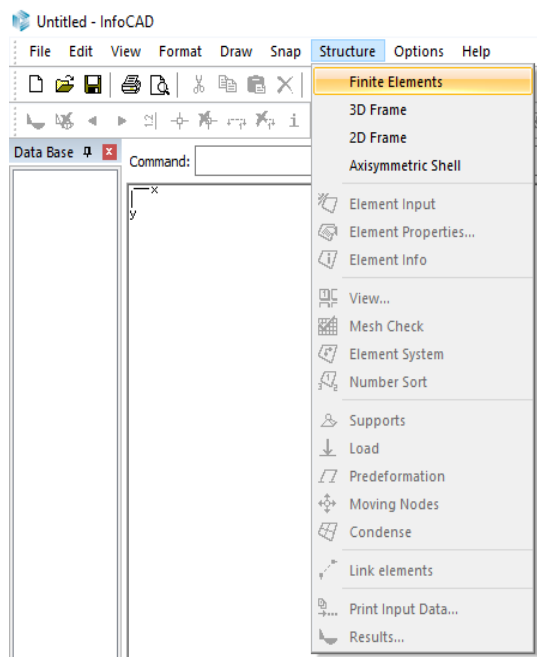 Untitled - InfoCAD
File Edit View Format Draw Snap Structure Options Help
Data Base
Command:
x
y
Finite Elements
3D Frame
2D Frame
Axisymmetric Shell
Element Input
Element Properties...
Element Info
View...
Mesh Check
Element System
Number Sort
Supports
Load
Predeformation
Moving Nodes
Condense
Link elements
Print Input Data...
Results...